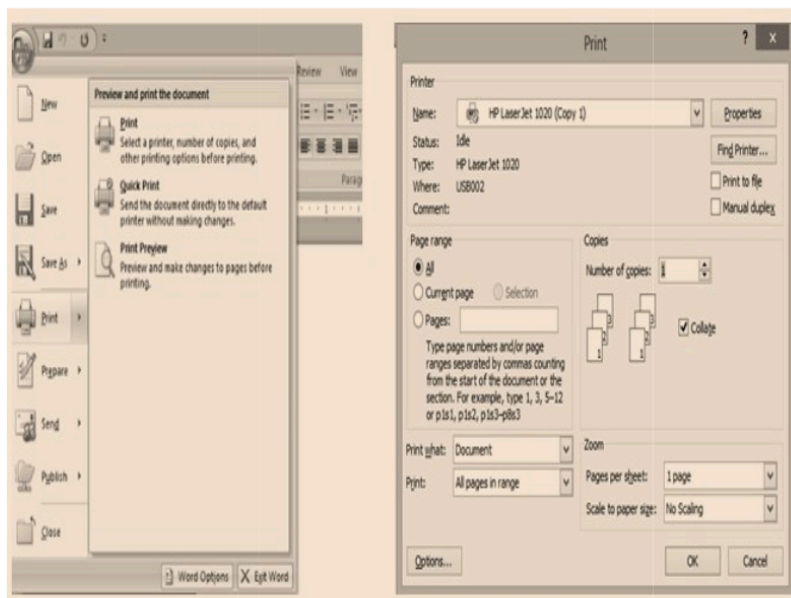 Review View
Preview and print the document
New
Print
Select a printer, number of copies, and
other printing options before printing.
Open
Quick Print
Send the document directly to the default
printer without making changes.
Parag
Save
Print Preview
Preview and make changes to pages before
printing.
Save As
Print
Prepare
Send
Publish
Close
Word Options
Exit Word
Print
? X
Printer
Name: HP LaserJet 1020 (Copy 1) Properties
Status: Idle
Find Printer...
Type: HP LaserJet 1020
Where: USB002
Print to file
Comment:
Manual duplex
Page range
All
Current page Selection
Pages:
Type page numbers and/or page
ranges separated by commas counting
from the start of the document or the
section. For example, type 1, 3, 5–12
or p1s1, p1s2, p1s3–p8s3
Copies
Number of copies: 1
Collate
Print what: Document
Print: All pages in range
Zoom
Pages per sheet: 1 page
Scale to paper size: No Scaling
Options...
OK Cancel